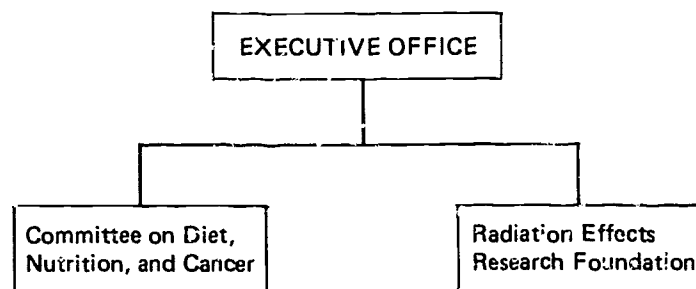 EXECUTIVE OFFICE
Committee on Diet,
Nutrition, and Cancer
Radiation Effects
Research Foundation